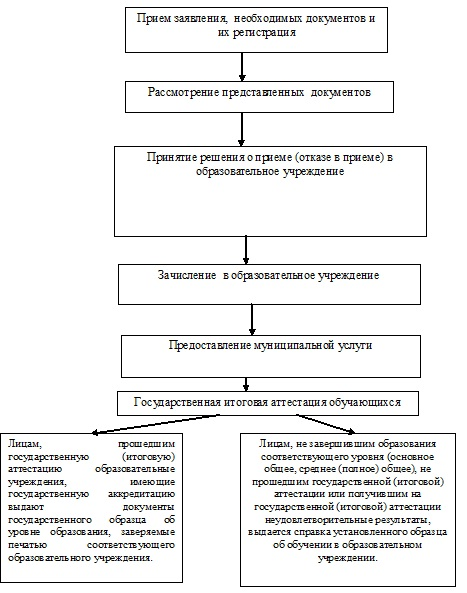 Прием заявления, необходимых документов и
их регистрация
Рассмотрение представленных документов
Принятие решения о приеме (отказе в приеме) в
образовательное учреждение
Зачисление в образовательное учреждение
Предоставление муниципальной услуги
Государственная итоговая аттестация обучающихся
Лицам, прошедшим
государственную (итоговую)
аттестацию образовательные
учреждения, имеющие
государственную аккредитацию
выдают документы
государственного образца об
уровне образования, заверяемые
печатью соответствующего
образовательного учреждения.
Лицам, не завершившим образования
соответствующего уровня (основное
общее, среднее (полное) общее), не
прошедшим государственной (итоговой)
аттестации или получившим на
государственной (итоговой) аттестации
неудовлетворительные результаты,
выдается справка установленного образца
об обучении в образовательном
учреждении.